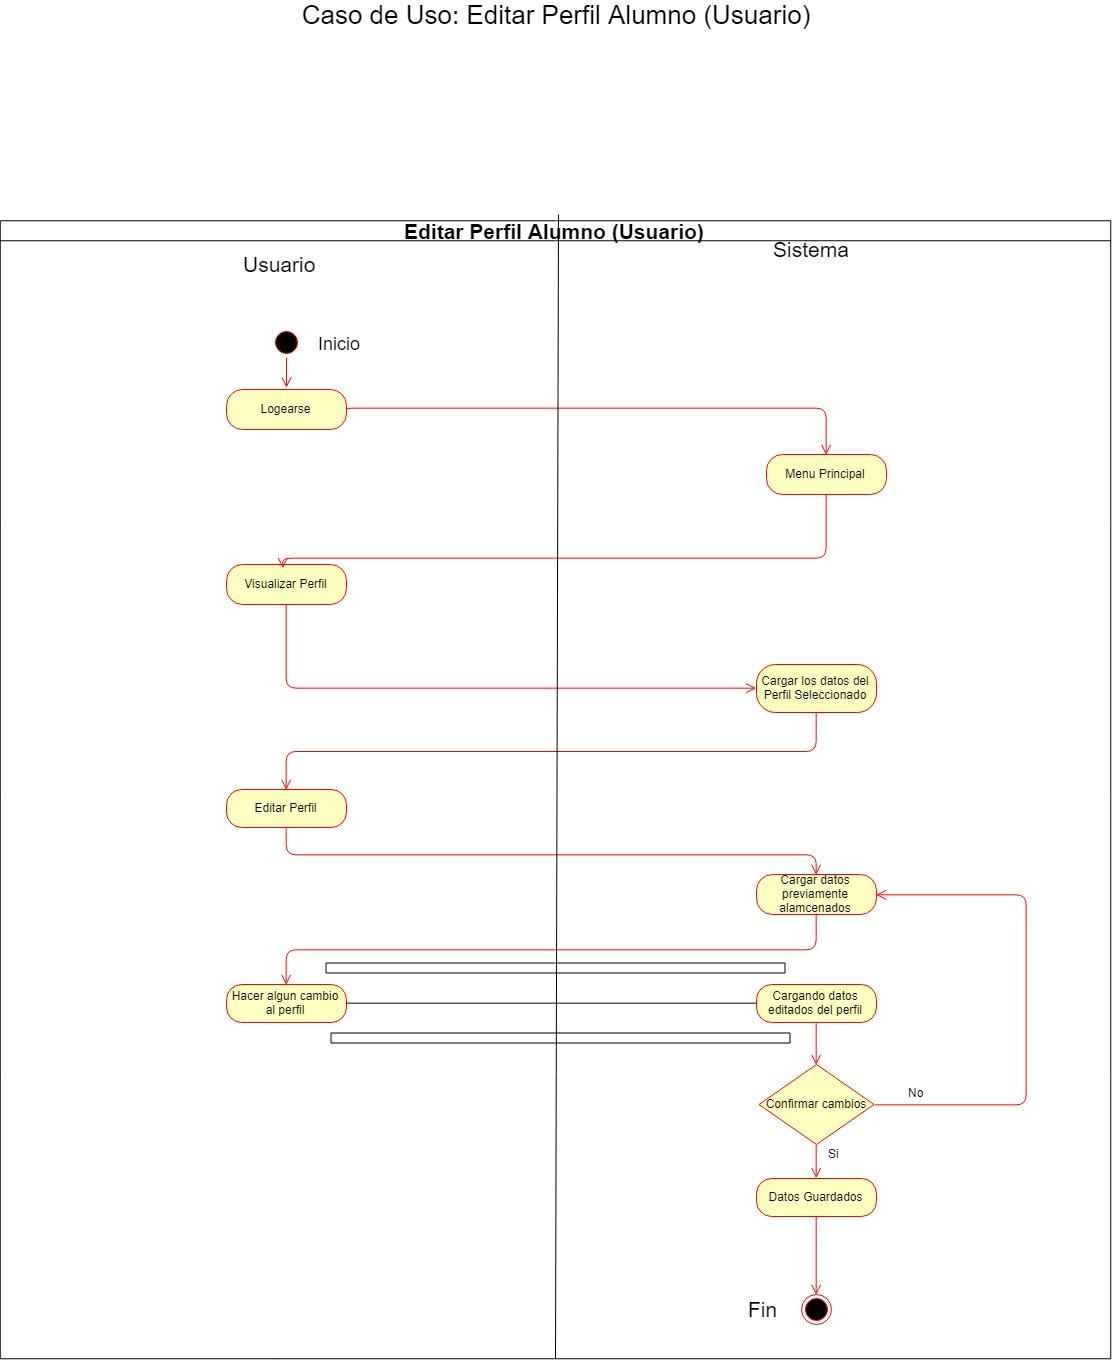 Caso de Uso: Editar Perfil Alumno (Usuario)
Editar Perfil Alumno (Usuario)
Usuario
Sistema
Inicio
Logearse
Menu Principal
Visualizar Perfil
Cargar los datos del
Perfil Seleccionado
Editar Perfil
Cargar datos
previamente
alamcenados
Hacer algun cambio
al perfil
Cargando datos
editados del perfil
Confirmar cambios
No
Si
Datos Guardados
Fin